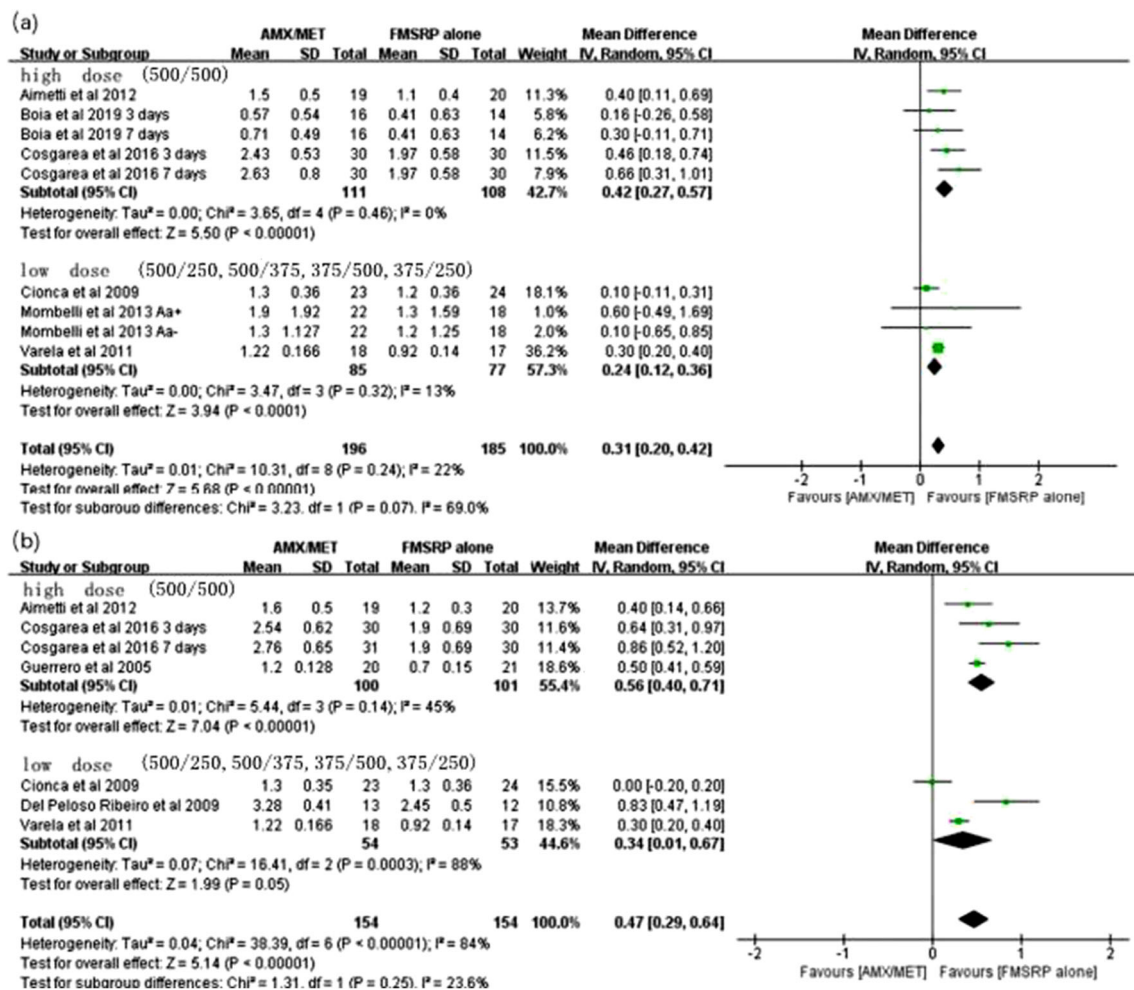 (a)
AMX/MET FMSRP alone Mean Difference Mean Difference
Study or Subgroup Mean SD Total Mean SD Total Weight IV, Random, 95% CI IV, Random, 95% CI
high dose (500/500)
Aimetti et al 2012 1.5 0.5 19 1.1 0.4 20 11.3% 0.40 [0.11, 0.69]
Boia et al 2019 3 days 0.57 0.54 16 0.41 0.63 14 5.8% 0.16 [-0.26, 0.58]
Boia et al 2019 7 days 0.71 0.49 16 0.41 0.63 14 6.2% 0.30 [-0.11, 0.71]
Cosgarea et al 2016 3 days 2.43 0.53 30 1.97 0.58 30 11.5% 0.46 [0.18, 0.74]
Cosgarea et al 2016 7 days 2.63 0.8 30 1.97 0.58 30 7.9% 0.66 [0.31, 1.01]
Subtotal (95% CI) 111 108 42.7% 0.42 [0.27, 0.57]
Heterogeneity: Tau² = 0.00; Chi² = 3.65, df = 4 (P = 0.46); I² = 0%
Test for overall effect: Z = 5.50 (P < 0.00001)
low dose (500/250, 500/375, 375/500, 375/250)
Cionca et al 2009 1.3 0.36 23 1.2 0.36 24 18.1% 0.10 [-0.11, 0.31]
Mombelli et al 2013 Aa+ 1.9 1.92 22 1.3 1.59 18 1.0% 0.60 [-0.49, 1.69]
Mombelli et al 2013 Aa- 1.3 1.127 22 1.2 1.25 18 2.0% 0.10 [-0.65, 0.85]
Varela et al 2011 1.22 0.166 18 0.92 0.14 17 36.2% 0.30 [0.20, 0.40]
Subtotal (95% CI) 85 77 57.3% 0.24 [0.12, 0.36]
Heterogeneity: Tau² = 0.00; Chi² = 3.47, df = 3 (P = 0.32); I² = 13%
Test for overall effect: Z = 3.94 (P < 0.0001)
Total (95% CI) 196 185 100.0% 0.31 [0.20, 0.42]
Heterogeneity: Tau² = 0.01; Chi² = 10.31, df = 8 (P = 0.24); I² = 22%
Test for overall effect: Z = 5.68 (P < 0.00001)
Test for subgroup differences: Chi² = 3.23, df = 1 (P = 0.07), I² = 69.0%
-2 -1 0 1 2
Favours [AMX/MET] Favours [FMSRP alone]
(b)
AMX/MET FMSRP alone Mean Difference Mean Difference
Study or Subgroup Mean SD Total Mean SD Total Weight IV, Random, 95% CI IV, Random, 95% CI
high dose (500/500)
Aimetti et al 2012 1.6 0.5 19 1.2 0.3 20 13.7% 0.40 [0.14, 0.66]
Cosgarea et al 2016 3 days 2.54 0.62 30 1.9 0.69 30 11.6% 0.64 [0.31, 0.97]
Cosgarea et al 2016 7 days 2.76 0.65 31 1.9 0.69 30 11.4% 0.86 [0.52, 1.20]
Guerrero et al 2005 1.2 0.128 20 0.7 0.15 21 18.6% 0.50 [0.41, 0.59]
Subtotal (95% CI) 100 101 55.4% 0.56 [0.40, 0.71]
Heterogeneity: Tau² = 0.01; Chi² = 5.44, df = 3 (P = 0.14); I² = 45%
Test for overall effect: Z = 7.04 (P < 0.00001)
low dose (500/250, 500/375, 375/500, 375/250)
Cionca et al 2009 1.3 0.35 23 1.3 0.36 24 15.5% 0.00 [-0.20, 0.20]
Del Peloso Ribeiro et al 2009 3.28 0.41 13 2.45 0.5 12 10.8% 0.83 [0.47, 1.19]
Varela et al 2011 1.22 0.166 18 0.92 0.14 17 18.3% 0.30 [0.20, 0.40]
Subtotal (95% CI) 54 53 44.6% 0.34 [0.01, 0.67]
Heterogeneity: Tau² = 0.07; Chi² = 16.41, df = 2 (P = 0.0003); I² = 88%
Test for overall effect: Z = 1.99 (P = 0.05)
Total (95% CI) 154 154 100.0% 0.47 [0.29, 0.64]
Heterogeneity: Tau² = 0.04; Chi² = 38.39, df = 6 (P < 0.00001); I² = 84%
Test for overall effect: Z = 5.14 (P < 0.00001)
Test for subgroup differences: Chi² = 1.31, df = 1 (P = 0.25), I² = 23.6%
-2 -1 0 1 2
Favours [AMX/MET] Favours [FMSRP alone]